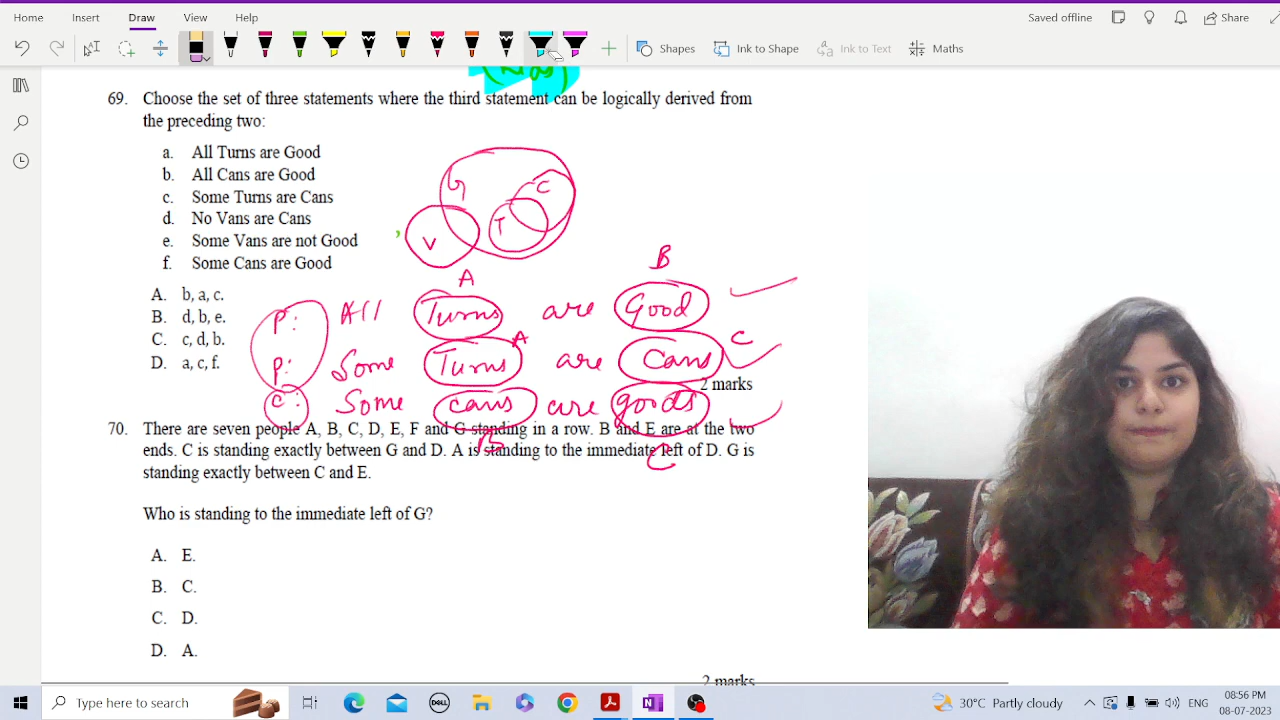 Home Insert Draw View Help Saved offline Share
Shapes Ink to Shape Ink to Text Maths
69. Choose the set of three statements where the third statement can be logically derived from
the preceding two:
a. All Turns are Good
b. All Cans are Good
c. Some Turns are Cans
d. No Vans are Cans
e. Some Vans are not Good
f. Some Cans are Good
A. b, a, c.
B. d, b, e.
C. c, d, b.
D. a, c, f.
G C T V
A B
P: All Turns are Good
A C
P: Some Turns are Cans
2 marks
C: Some cans are goods
B C
70. There are seven people A, B, C, D, E, F and G standing in a row. B and E are at the two
ends. C is standing exactly between G and D. A is standing to the immediate left of D. G is
standing exactly between C and E.
Who is standing to the immediate left of G?
A. E.
B. C.
C. D.
D. A.
2 marks
Type here to search
DELL
30°C Partly cloudy
ENG
08:56 PM
08-07-2023